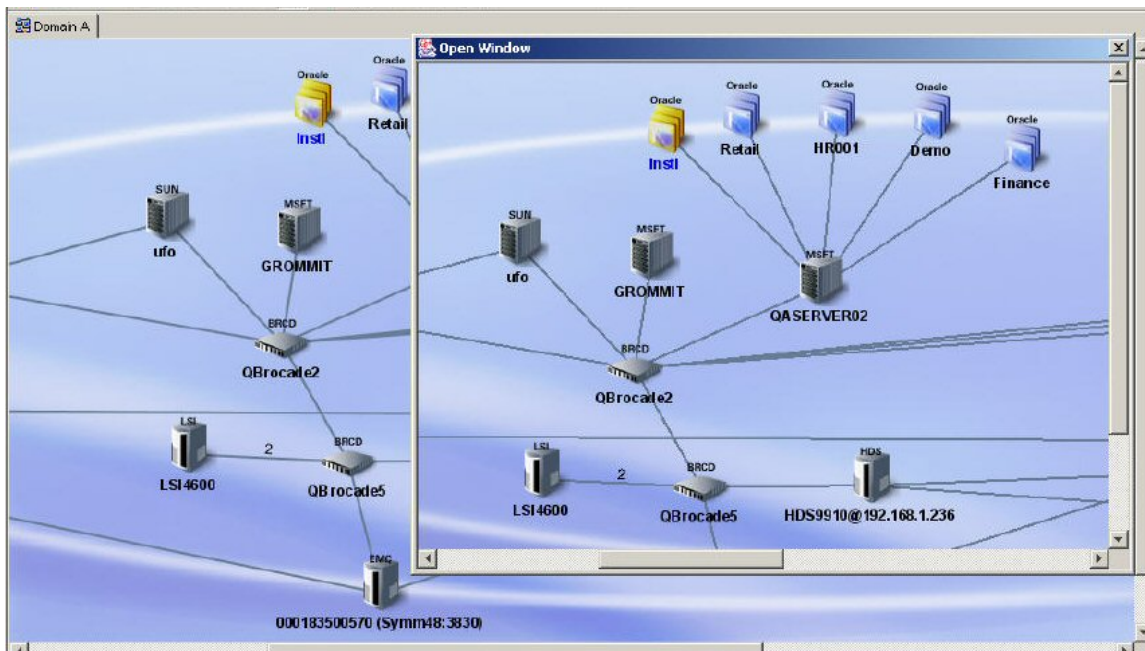 Domain A
Oracle
Instl
Oracle
Retail
SUN
ufo
MSFT
GROMMIT
BRCD
QBrocade2
LSI
LSI4600
2
BRCD
QBrocade5
EMC
000183500570 (Symm48:3830)
Open Window
Oracle
Instl
Oracle
Retail
Oracle
HR001
Oracle
Demo
Oracle
Finance
SUN
ufo
MSFT
GROMMIT
MSFT
QASERVER02
BRCD
QBrocade2
LSI
LSI4600
2
BRCD
QBrocade5
HDS
HDS9910@192.168.1.236